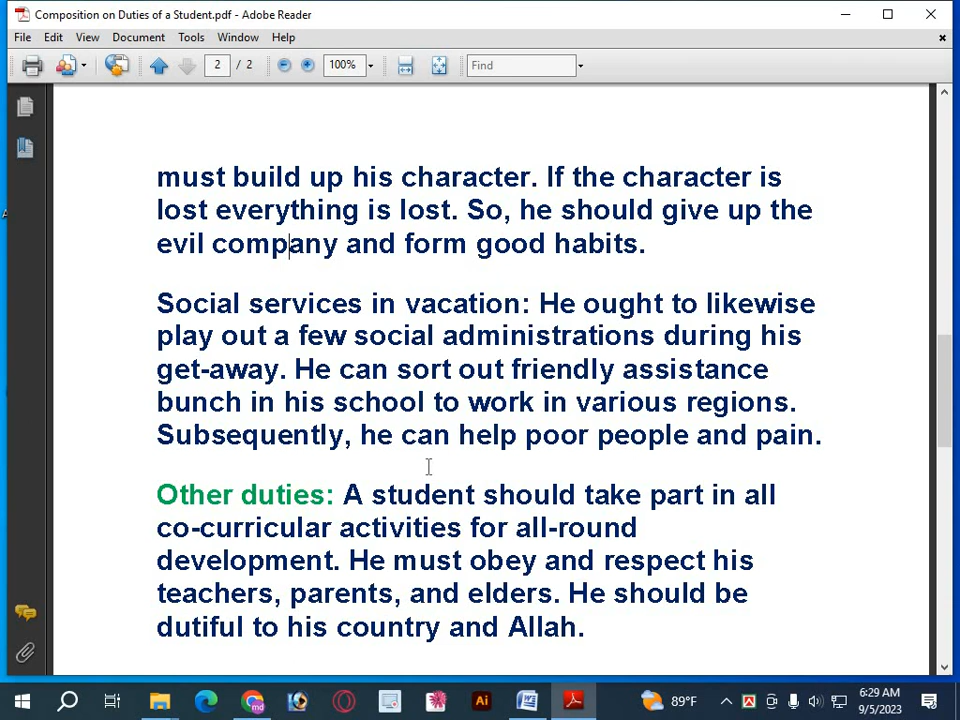 Composition on Duties of a Student.pdf - Adobe Reader
File Edit View Document Tools Window Help
2 / 2 100% Find
must build up his character. If the character is
lost everything is lost. So, he should give up the
evil company and form good habits.
Social services in vacation: He ought to likewise
play out a few social administrations during his
get-away. He can sort out friendly assistance
bunch in his school to work in various regions.
Subsequently, he can help poor people and pain.
Other duties: A student should take part in all
co-curricular activities for all-round
development. He must obey and respect his
teachers, parents, and elders. He should be
dutiful to his country and Allah.
md Ai W 89°F 6:29 AM
9/5/2023